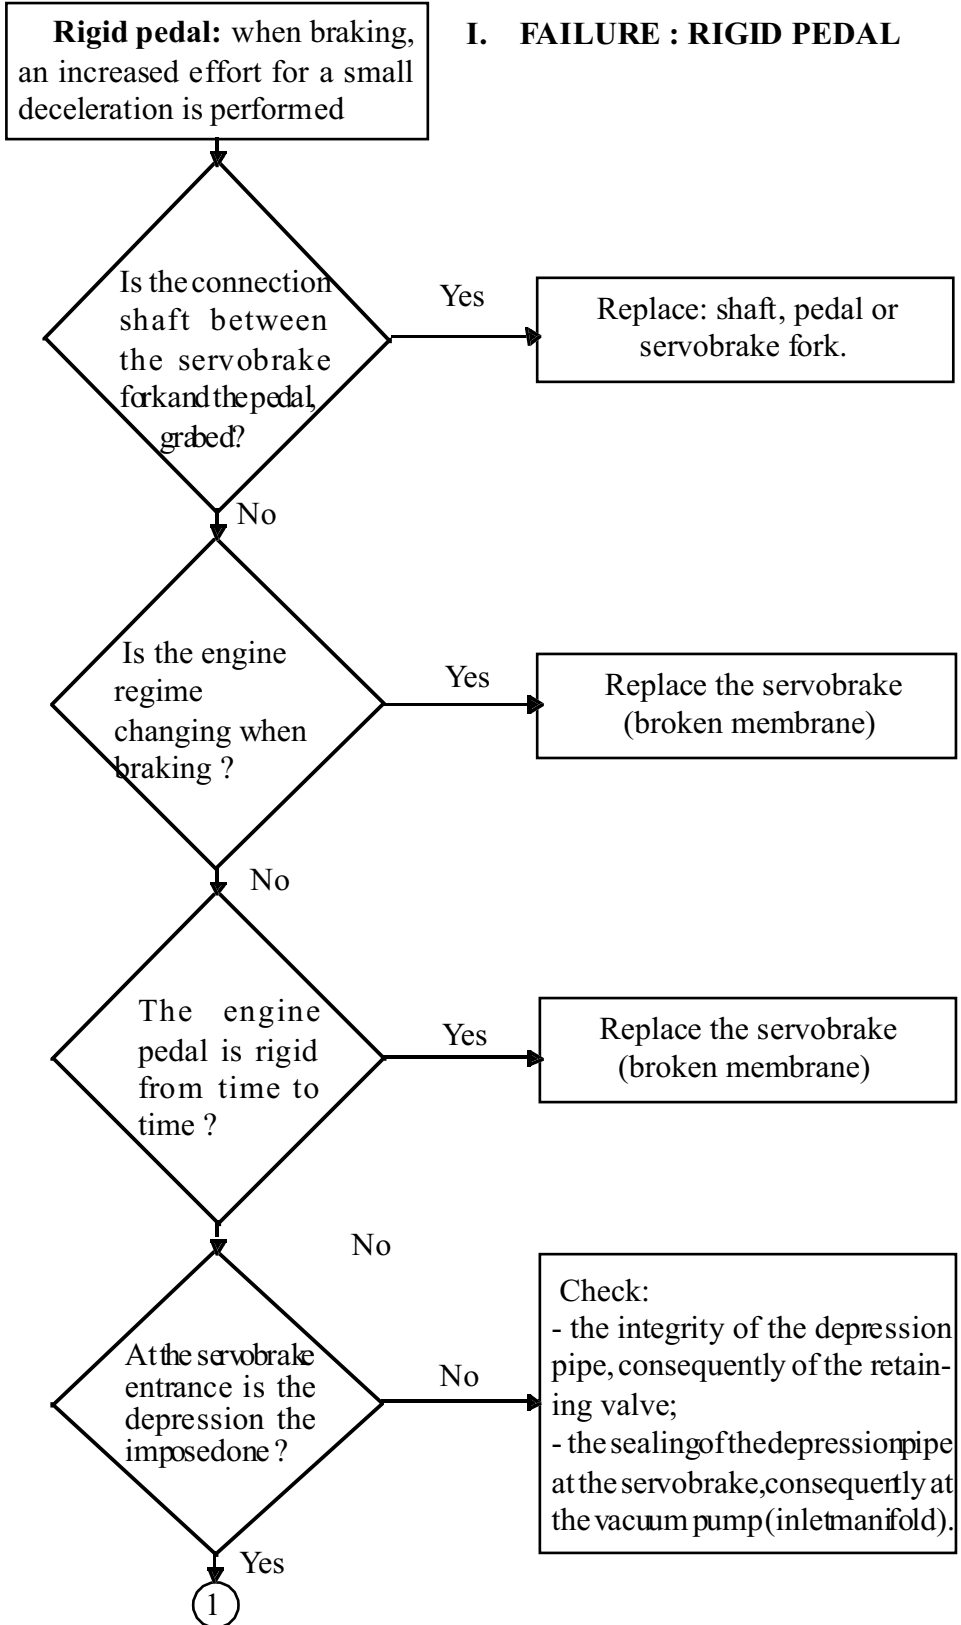 I. FAILURE : RIGID PEDAL
Rigid pedal: when braking,
an increased effort for a small
deceleration is performed
Is the connection
shaft between
the servobrake
fork and the pedal,
grabed?
Yes
Replace: shaft, pedal or
servobrake fork.
No
Is the engine
regime
changing when
braking ?
Yes
Replace the servobrake
(broken membrane)
No
The engine
pedal is rigid
from time to
time ?
Yes
Replace the servobrake
(broken membrane)
No
At the servobrake
entrance is the
depression the
imposed one ?
No
Check:
- the integrity of the depression
pipe, consequently of the retain-
ing valve;
- the sealing of the depression pipe
at the servobrake, consequently at
the vacuum pump (inlet manifold).
Yes
1